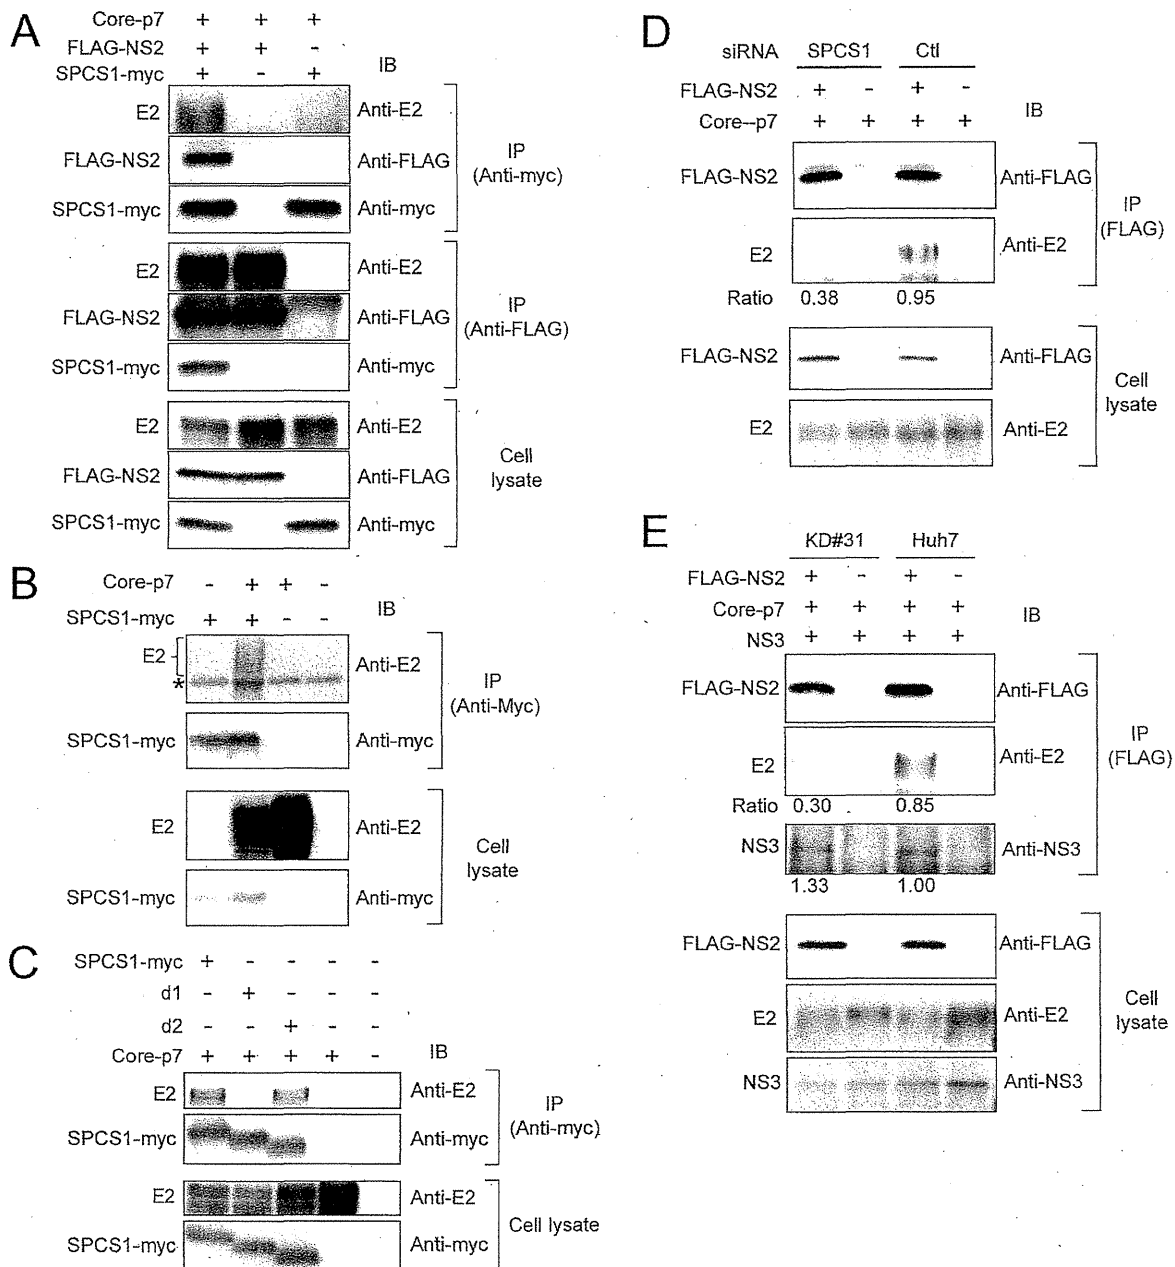 A
Core-p7 + + +
FLAG-NS2 + + -
SPCS1-myc + - +
IB
E2 Anti-E2
FLAG-NS2 Anti-FLAG
SPCS1-myc Anti-myc
IP
(Anti-myc)
E2 Anti-E2
FLAG-NS2 Anti-FLAG
SPCS1-myc Anti-myc
IP
(Anti-FLAG)
E2 Anti-E2
FLAG-NS2 Anti-FLAG
SPCS1-myc Anti-myc
Cell
lysate
B
Core-p7 - + + -
SPCS1-myc + + - -
IB
E2 Anti-E2
*
SPCS1-myc Anti-myc
IP
(Anti-Myc)
E2 Anti-E2
SPCS1-myc Anti-myc
Cell
lysate
C
SPCS1-myc + - - - -
d1 - + - - -
d2 - - + - -
Core-p7 + + + + -
IB
E2 Anti-E2
SPCS1-myc Anti-myc
IP
(Anti-myc)
E2 Anti-E2
SPCS1-myc Anti-myc
Cell lysate
D
siRNA SPCS1 Ctl
FLAG-NS2 + - + -
Core--p7 + + + +
IB
FLAG-NS2 Anti-FLAG
E2 Anti-E2
IP
(FLAG)
Ratio 0.38 0.95
FLAG-NS2 Anti-FLAG
E2 Anti-E2
Cell
lysate
E
KD#31 Huh7
FLAG-NS2 + - + -
Core-p7 + + + +
NS3 + + + +
IB
FLAG-NS2 Anti-FLAG
E2 Anti-E2
IP
(FLAG)
Ratio 0.30 0.85
NS3 Anti-NS3
1.33 1.00
FLAG-NS2 Anti-FLAG
E2 Anti-E2
NS3 Anti-NS3
Cell
lysate